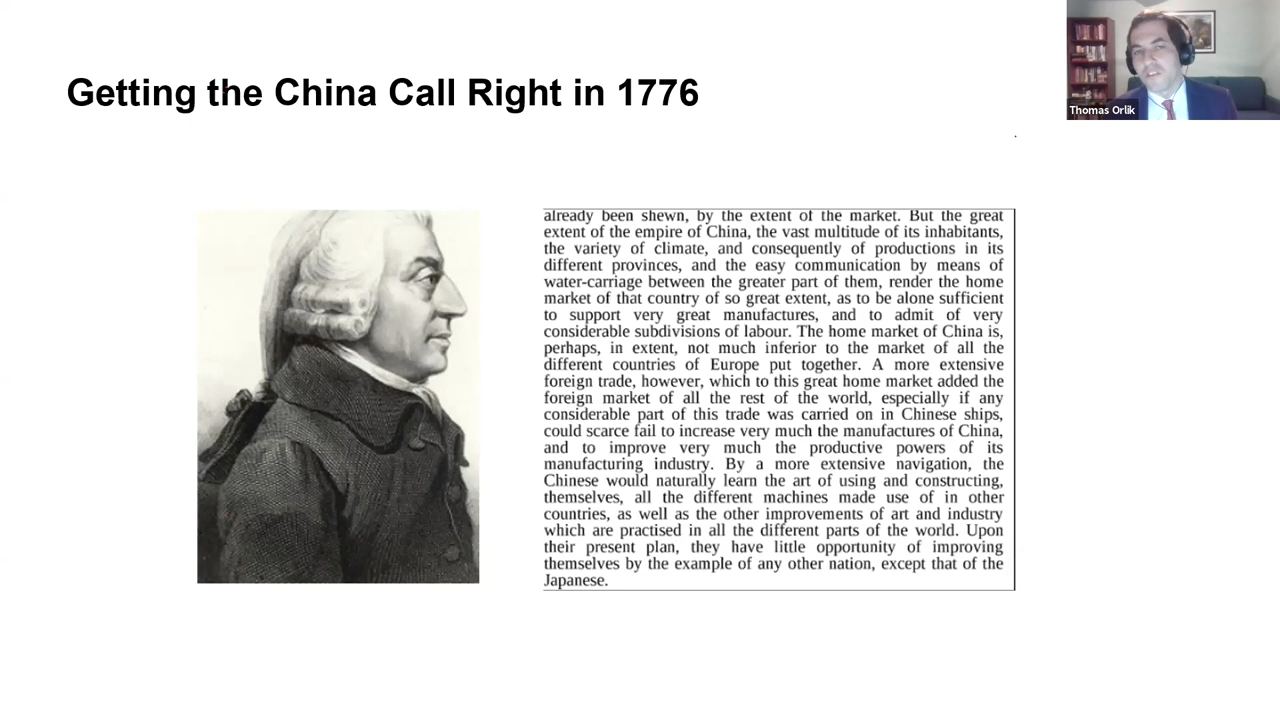 Getting the China Call Right in 1776
Thomas Orlik
already been shewn, by the extent of the market. But the great
extent of the empire of China, the vast multitude of its inhabitants,
the variety of climate, and consequently of productions in its
different provinces, and the easy communication by means of
water-carriage between the greater part of them, render the home
market of that country of so great extent, as to be alone sufficient
to support very great manufactures, and to admit of very
considerable subdivisions of labour. The home market of China is,
perhaps, in extent, not much inferior to the market of all the
different countries of Europe put together. A more extensive
foreign trade, however, which to this great home market added the
foreign market of all the rest of the world, especially if any
considerable part of this trade was carried on in Chinese ships,
could scarce fail to increase very much the manufactures of China,
and to improve very much the productive powers of its
manufacturing industry. By a more extensive navigation, the
Chinese would naturally learn the art of using and constructing,
themselves, all the different machines made use of in other
countries, as well as the other improvements of art and industry
which are practised in all the different parts of the world. Upon
their present plan, they have little opportunity of improving
themselves by the example of any other nation, except that of the
Japanese.